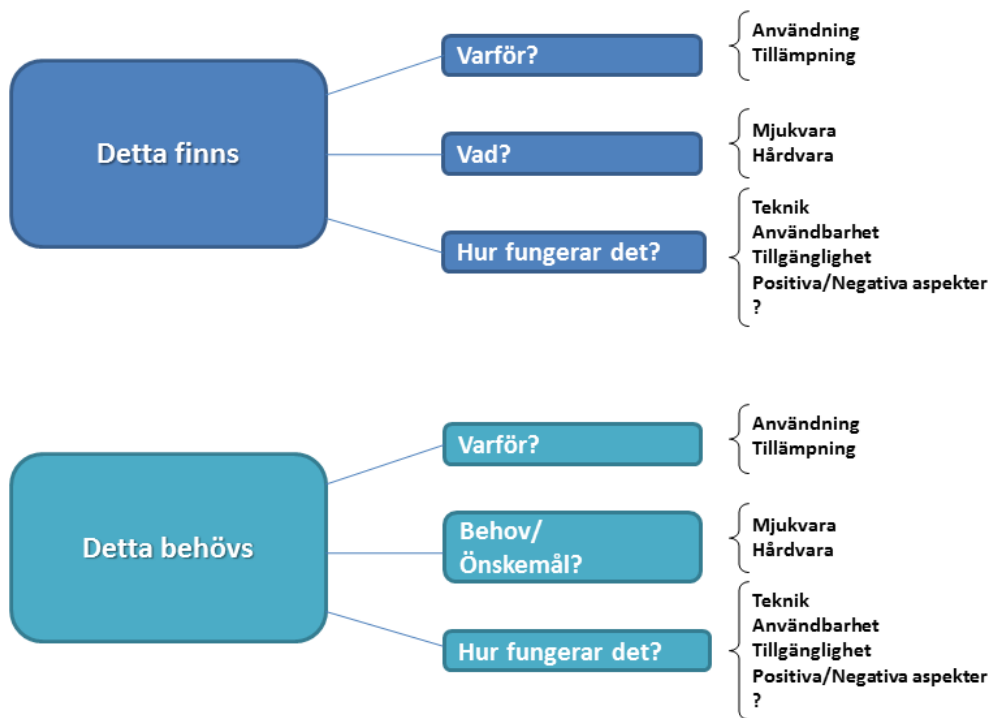 Detta finns
Varför?
Användning
Tillämpning
Vad?
Mjukvara
Hårdvara
Hur fungerar det?
Teknik
Användbarhet
Tillgänglighet
Positiva/Negativa aspekter
?
Detta behövs
Varför?
Användning
Tillämpning
Behov/
Önskemål?
Mjukvara
Hårdvara
Hur fungerar det?
Teknik
Användbarhet
Tillgänglighet
Positiva/Negativa aspekter
?